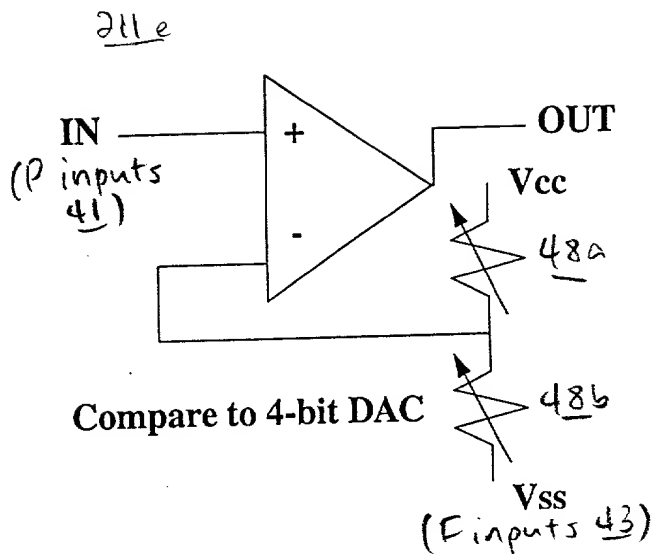 211e
IN
(P inputs
41)
+
-
OUT
Vcc
48a
Compare to 4-bit DAC
48b
Vss
(F inputs 43)